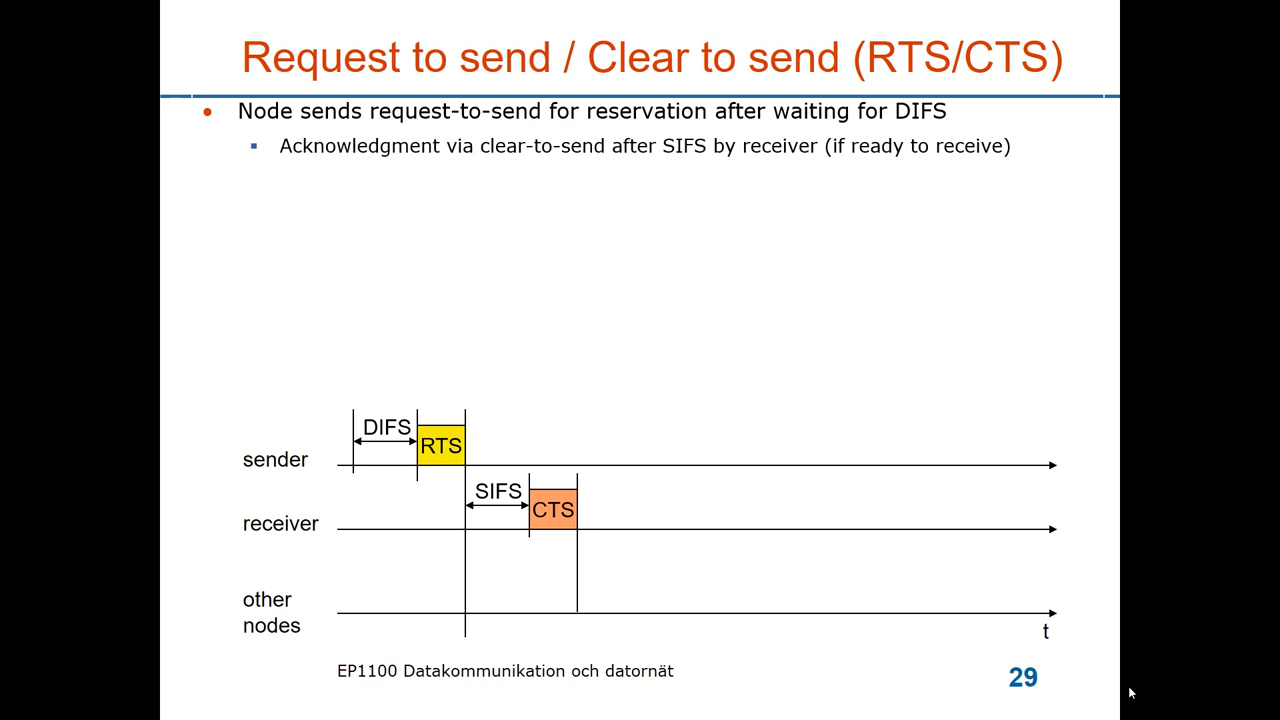 Request to send / Clear to send (RTS/CTS)
Node sends request-to-send for reservation after waiting for DIFS
Acknowledgment via clear-to-send after SIFS by receiver (if ready to receive)
DIFS
RTS
sender
SIFS
CTS
receiver
other
nodes
t
EP1100 Datakommunikation och datornät
29